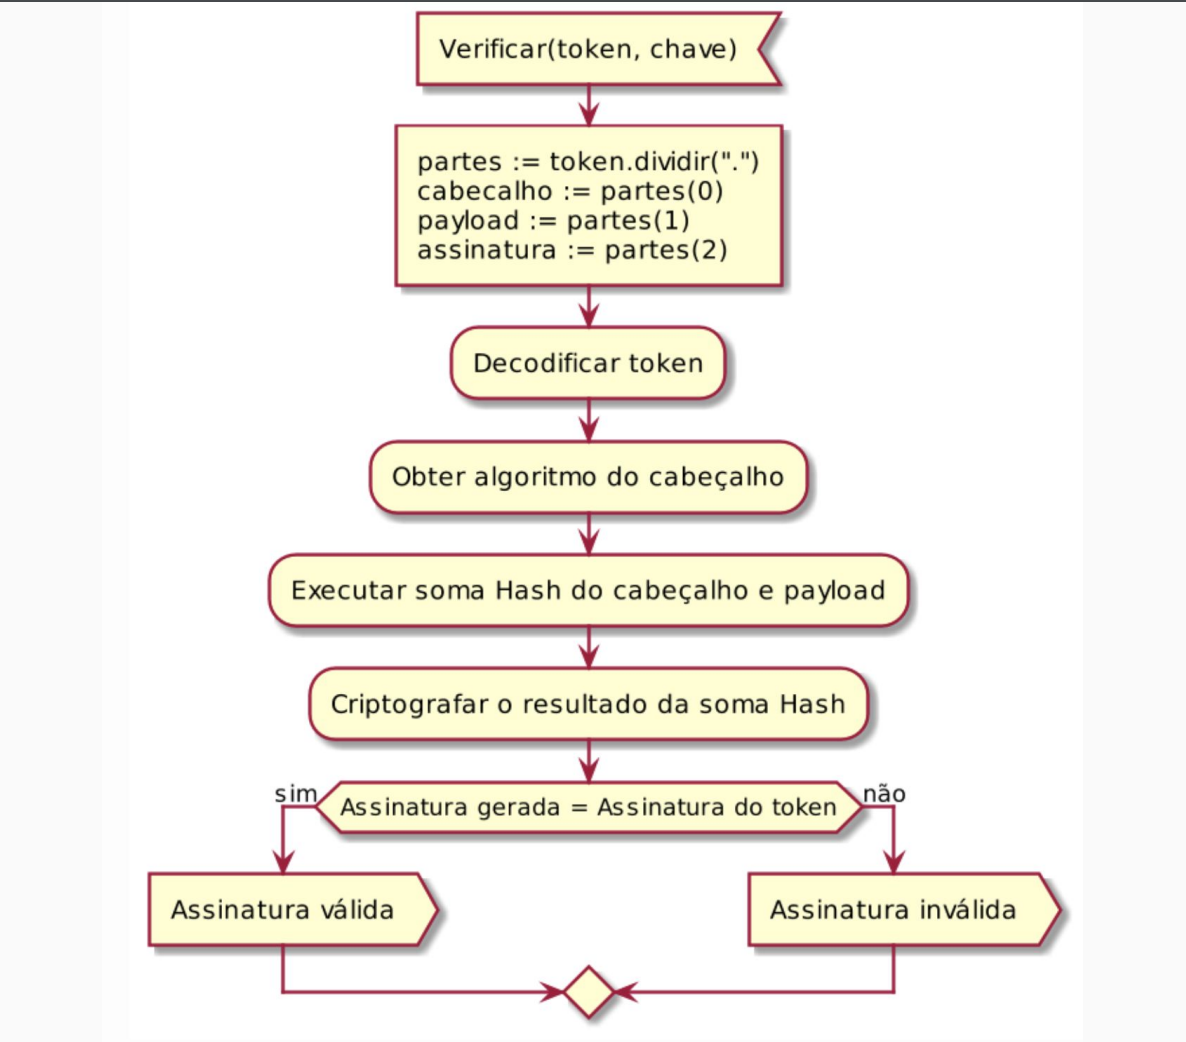 Verificar(token, chave)
partes := token.dividir(".")
cabecalho := partes(0)
payload := partes(1)
assinatura := partes(2)
Decodificar token
Obter algoritmo do cabeçalho
Executar soma Hash do cabeçalho e payload
Criptografar o resultado da soma Hash
sim
Assinatura gerada = Assinatura do token
não
Assinatura válida
Assinatura inválida